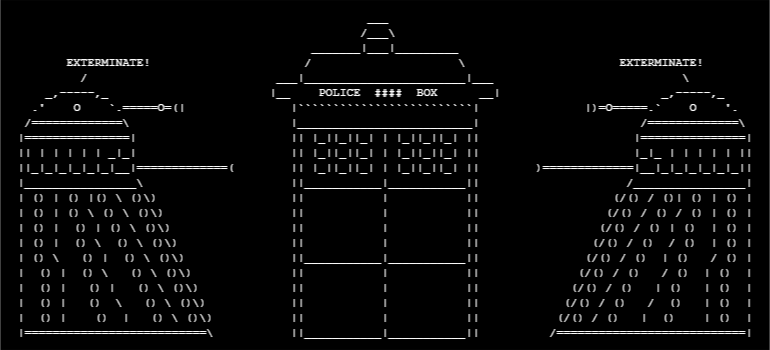 EXTERMINATE!
EXTERMINATE!
POLICE #### BOX